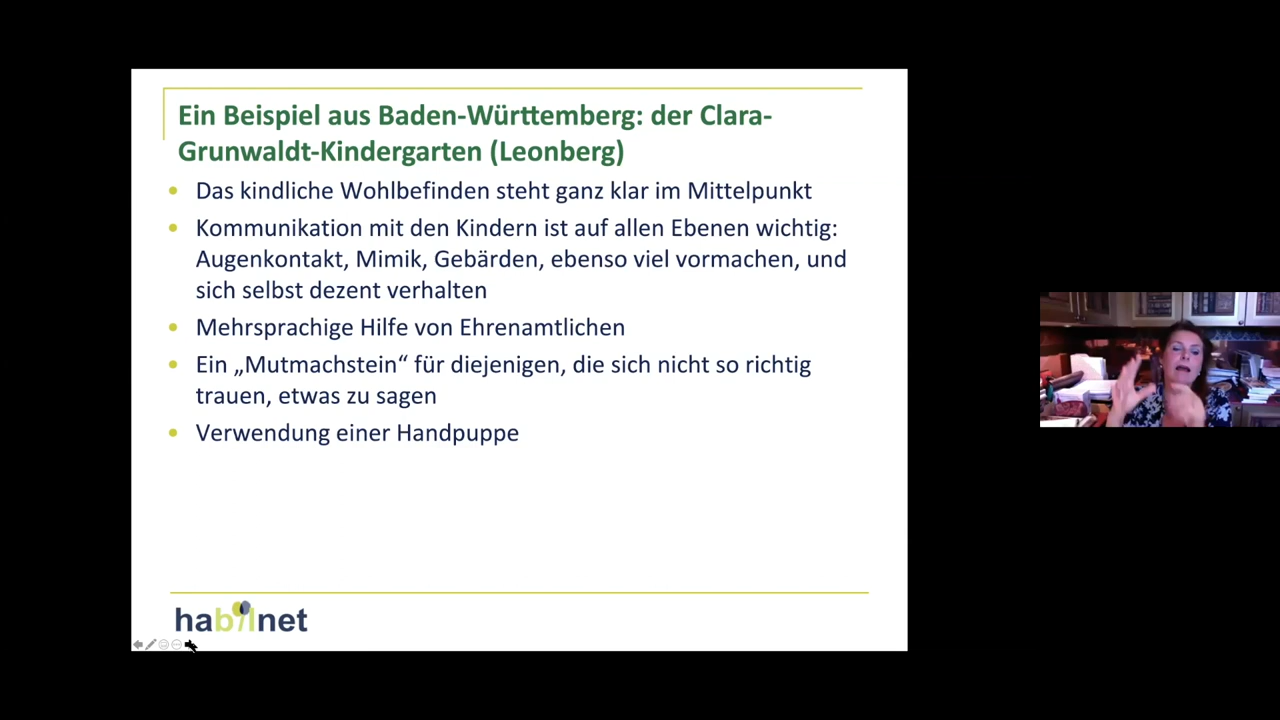 Ein Beispiel aus Baden-Württemberg: der Clara-
Grunwaldt-Kindergarten (Leonberg)
• Das kindliche Wohlbefinden steht ganz klar im Mittelpunkt
• Kommunikation mit den Kindern ist auf allen Ebenen wichtig:
Augenkontakt, Mimik, Gebärden, ebenso viel vormachen, und
sich selbst dezent verhalten
• Mehrsprachige Hilfe von Ehrenamtlichen
• Ein „Mutmachstein“ für diejenigen, die sich nicht so richtig
trauen, etwas zu sagen
• Verwendung einer Handpuppe
habilnet